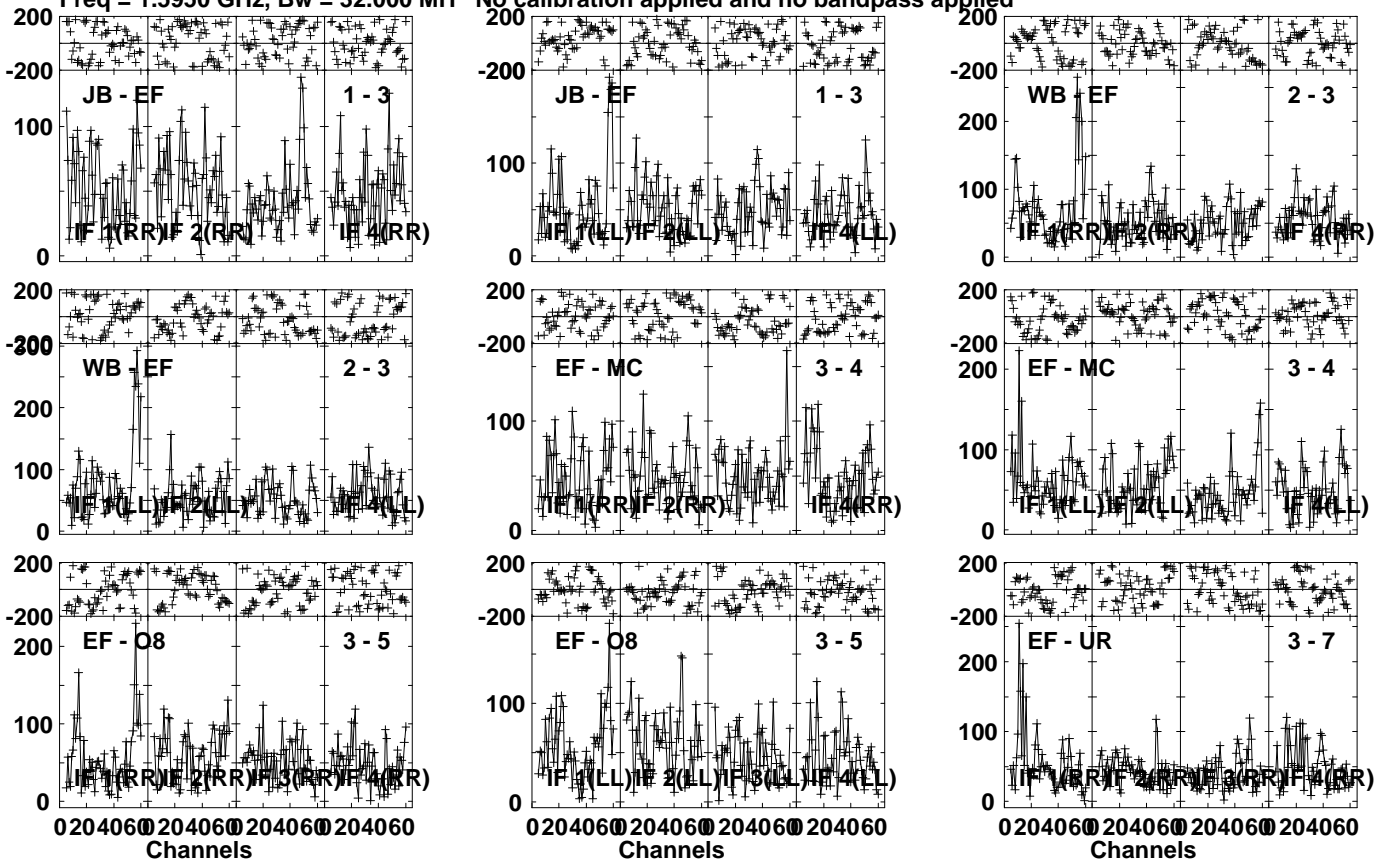 Freq = 1.5950 GHz, Bw = 32.000 MH No calibration applied and no bandpass applied
200
-200
JB - EF 1 - 3
100
0
IF 1(RR) IF 2(RR) IF 4(RR)
JB - EF 1 - 3
100
0
IF 1(LL) IF 2(LL) IF 4(LL)
200
-200
WB - EF 2 - 3
200
100
0
IF 1(RR) IF 2(RR) IF 4(RR)
200
-200
300
WB - EF 2 - 3
200
100
0
IF 1(LL) IF 2(LL) IF 4(LL)
200
-200
EF - MC 3 - 4
100
0
IF 1(RR) IF 2(RR) IF 4(RR)
200
-200
EF - MC 3 - 4
200
100
0
IF 1(LL) IF 2(LL) IF 4(LL)
200
-200
EF - O8 3 - 5
200
100
0
IF 1(RR) IF 2(RR) IF 3(RR) IF 4(RR)
0 20 40 60 0 20 40 60 0 20 40 60 0 20 40 60
Channels
200
-200
EF - O8 3 - 5
100
0
IF 1(LL) IF 2(LL) IF 3(LL) IF 4(LL)
0 20 40 60 0 20 40 60 0 20 40 60 0 20 40 60
Channels
200
-200
EF - UR 3 - 7
200
100
0
IF 1(RR) IF 2(RR) IF 3(RR) IF 4(RR)
0 20 40 60 0 20 40 60 0 20 40 60 0 20 40 60
Channels